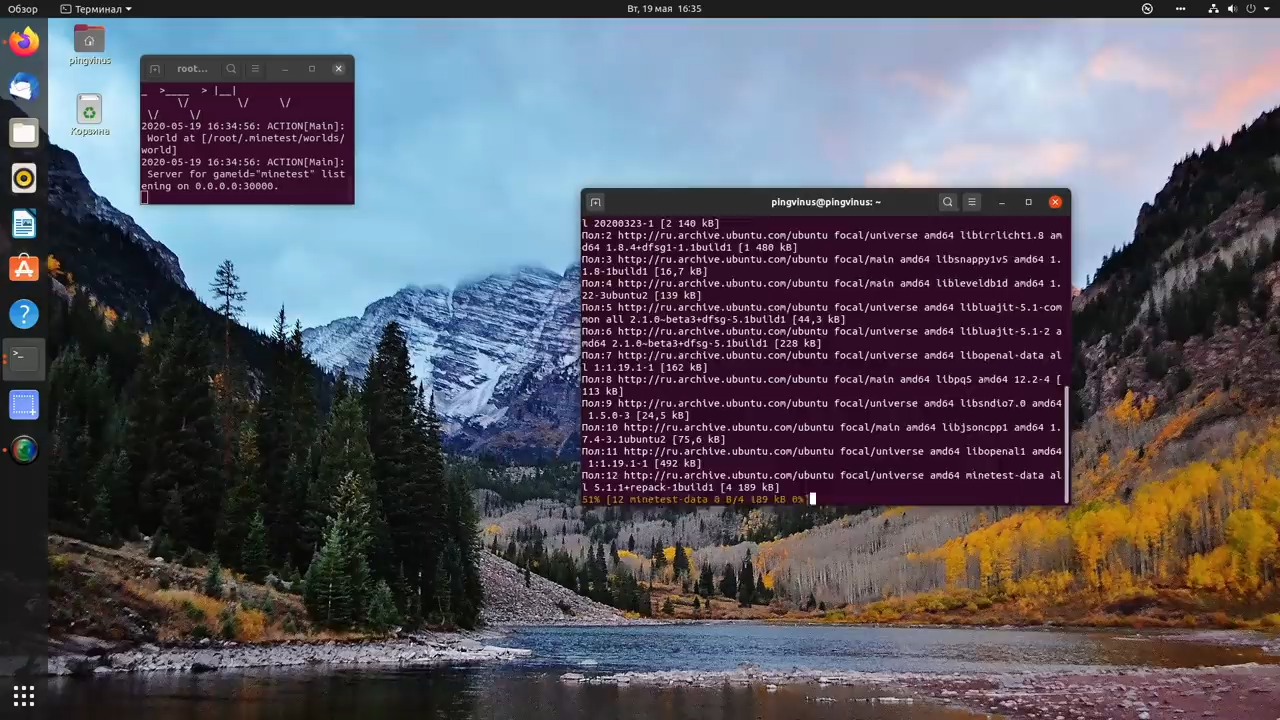 Обзор
Терминал
Вт, 19 мая 16:35
pingvinus
Корзина
root...
_ >____ > |__|
\/ \/ \/
\/ \/
2020-05-19 16:34:56: ACTION[Main]:
World at [/root/.minetest/worlds/
world]
2020-05-19 16:34:56: ACTION[Main]:
Server for gameid="minetest" list
ening on 0.0.0.0:30000.
pingvinus@pingvinus: ~
l 20200323-1 [2 140 kB]
Пол:2 http://ru.archive.ubuntu.com/ubuntu focal/universe amd64 libirrlicht1.8 am
d64 1.8.4+dfsg1-1.1build1 [1 480 kB]
Пол:3 http://ru.archive.ubuntu.com/ubuntu focal/main amd64 libsnappy1v5 amd64 1.
1.8-1build1 [16,7 kB]
Пол:4 http://ru.archive.ubuntu.com/ubuntu focal/main amd64 libleveldb1d amd64 1.
22-3ubuntu2 [139 kB]
Пол:5 http://ru.archive.ubuntu.com/ubuntu focal/universe amd64 libluajit-5.1-com
mon all 2.1.0~beta3+dfsg-5.1build1 [44,3 kB]
Пол:6 http://ru.archive.ubuntu.com/ubuntu focal/universe amd64 libluajit-5.1-2 a
md64 2.1.0~beta3+dfsg-5.1build1 [228 kB]
Пол:7 http://ru.archive.ubuntu.com/ubuntu focal/universe amd64 libopenal-data al
l 1:1.19.1-1 [162 kB]
Пол:8 http://ru.archive.ubuntu.com/ubuntu focal/main amd64 libpq5 amd64 12.2-4 [
113 kB]
Пол:9 http://ru.archive.ubuntu.com/ubuntu focal/universe amd64 libsndio7.0 amd64
1.5.0-3 [24,5 kB]
Пол:10 http://ru.archive.ubuntu.com/ubuntu focal/main amd64 libjsoncpp1 amd64 1.
7.4-3.1ubuntu2 [75,6 kB]
Пол:11 http://ru.archive.ubuntu.com/ubuntu focal/universe amd64 libopenal1 amd64
1:1.19.1-1 [492 kB]
Пол:12 http://ru.archive.ubuntu.com/ubuntu focal/universe amd64 minetest-data al
l 5.1.1+repack-1build1 [4 189 kB]
51% [12 minetest-data 0 B/4 189 kB 0%]